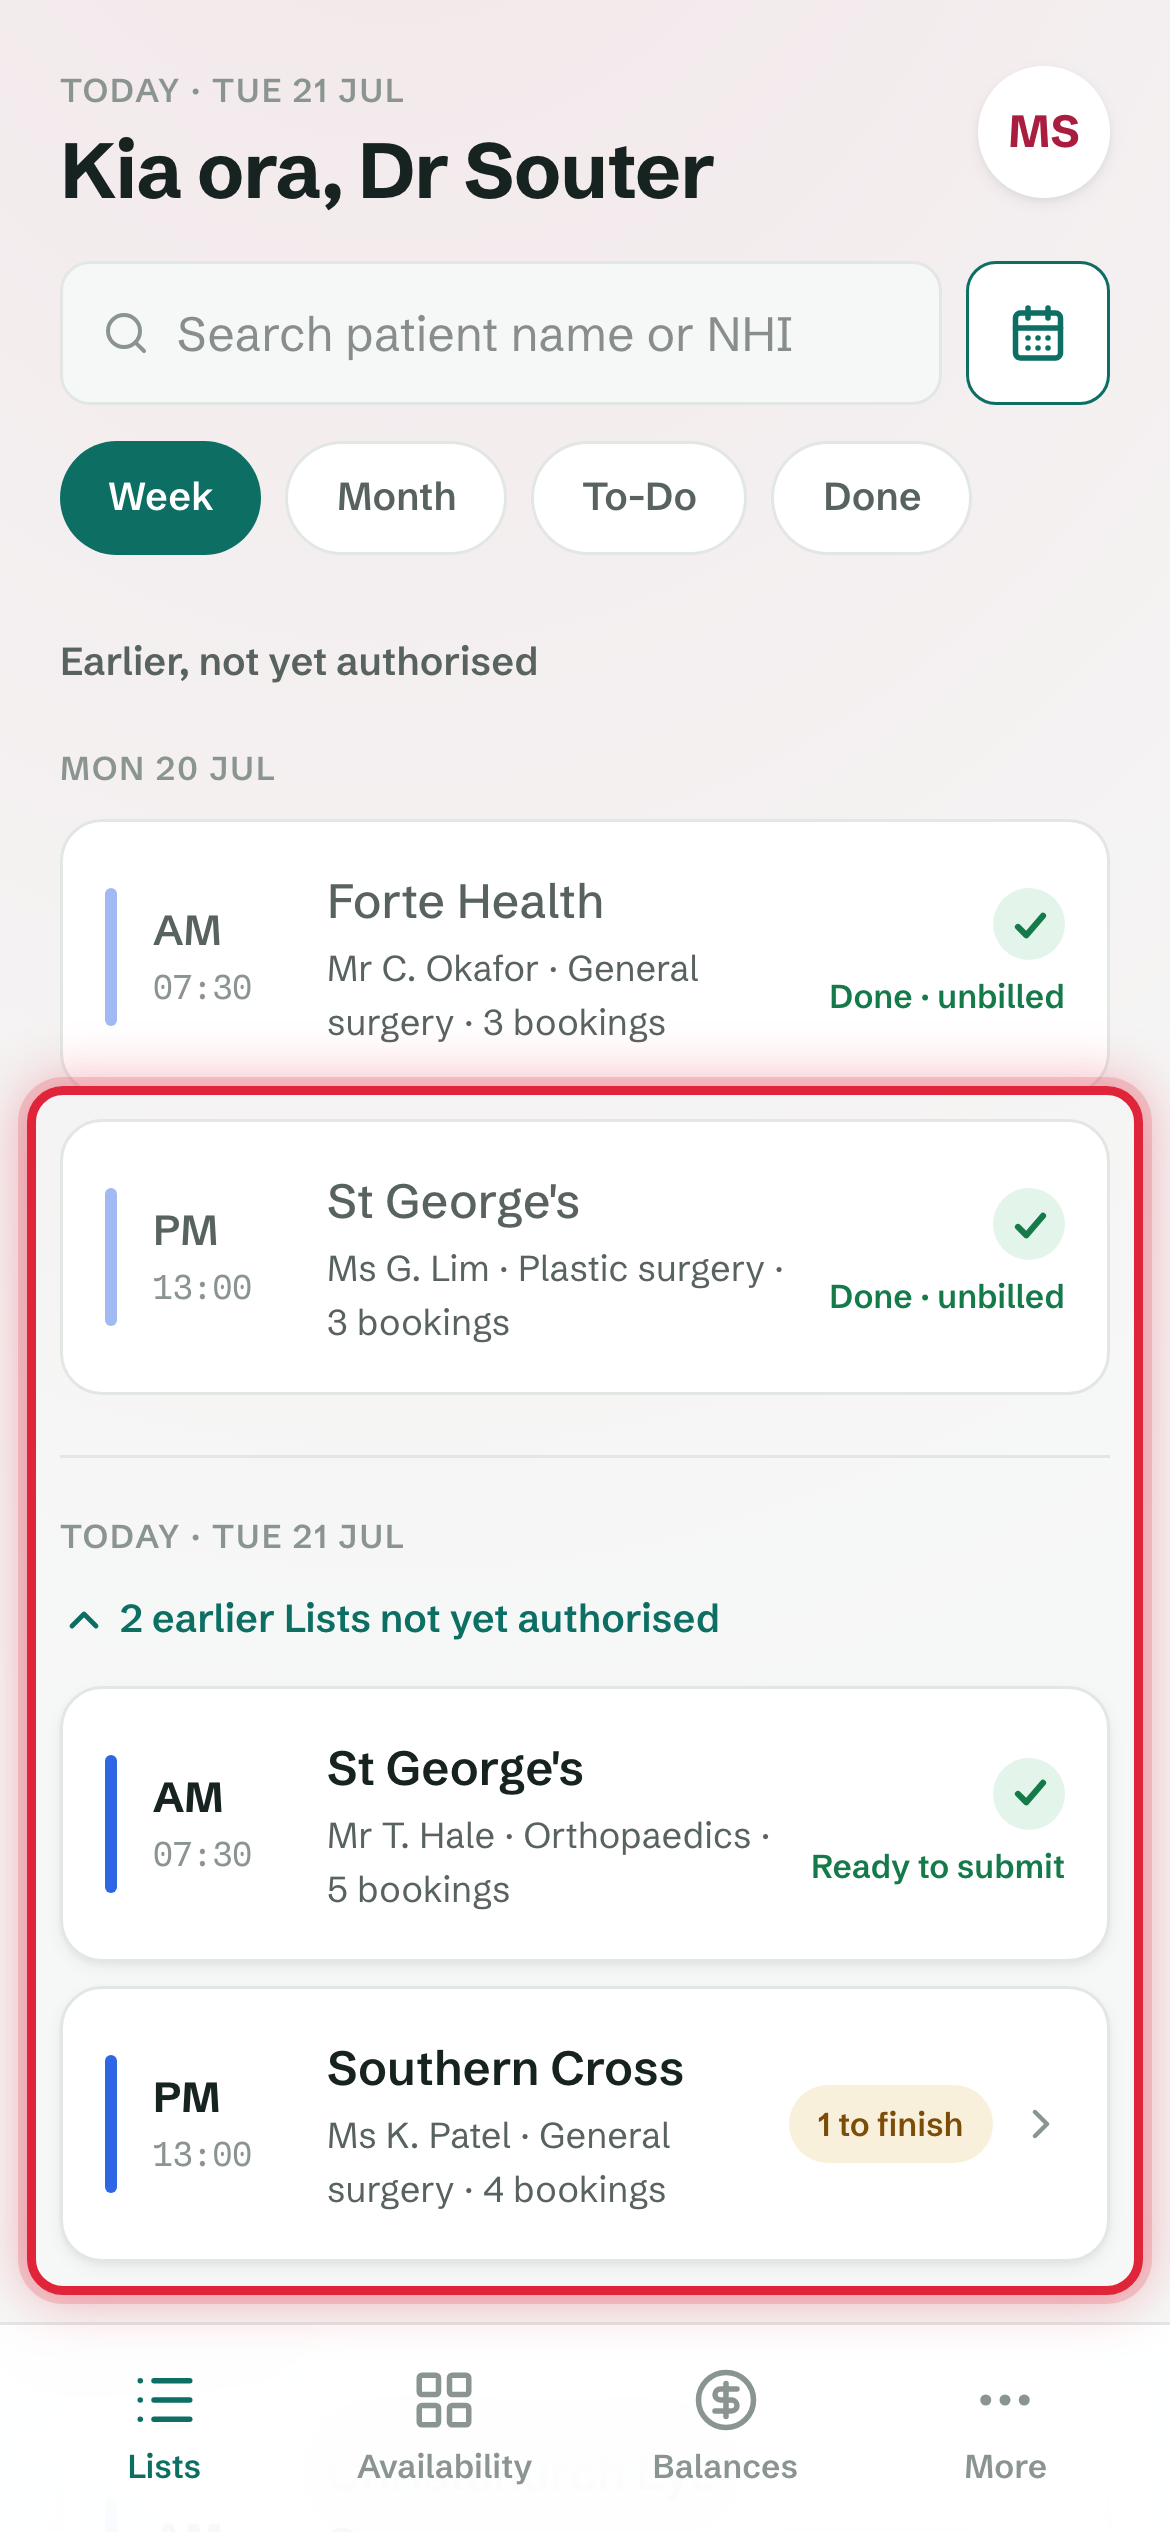 TODAY · TUE 21 JUL
Kia ora, Dr Souter
MS
Search patient name or NHI
Week
Month
To-Do
Done
Earlier, not yet authorised
MON 20 JUL
AM
07:30
Forte Health
Mr C. Okafor · General
surgery · 3 bookings
Done · unbilled
PM
13:00
St George's
Ms G. Lim · Plastic surgery ·
3 bookings
Done · unbilled
TODAY · TUE 21 JUL
2 earlier Lists not yet authorised
AM
07:30
St George's
Mr T. Hale · Orthopaedics ·
5 bookings
Ready to submit
PM
13:00
Southern Cross
Ms K. Patel · General
surgery · 4 bookings
1 to finish
Lists
Availability
Balances
More